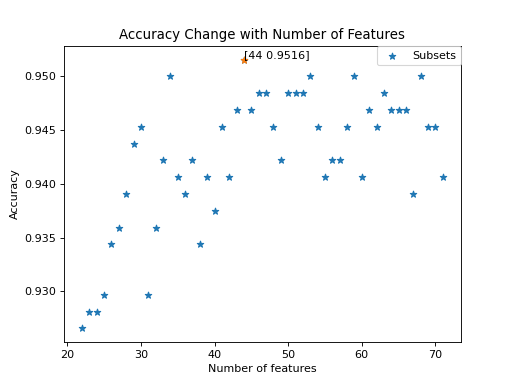 Accuracy Change with Number of Features
[44 0.9516]
Subsets
0.950
0.945
0.940
0.935
0.930
Accuracy
20 30 40 50 60 70
Number of features